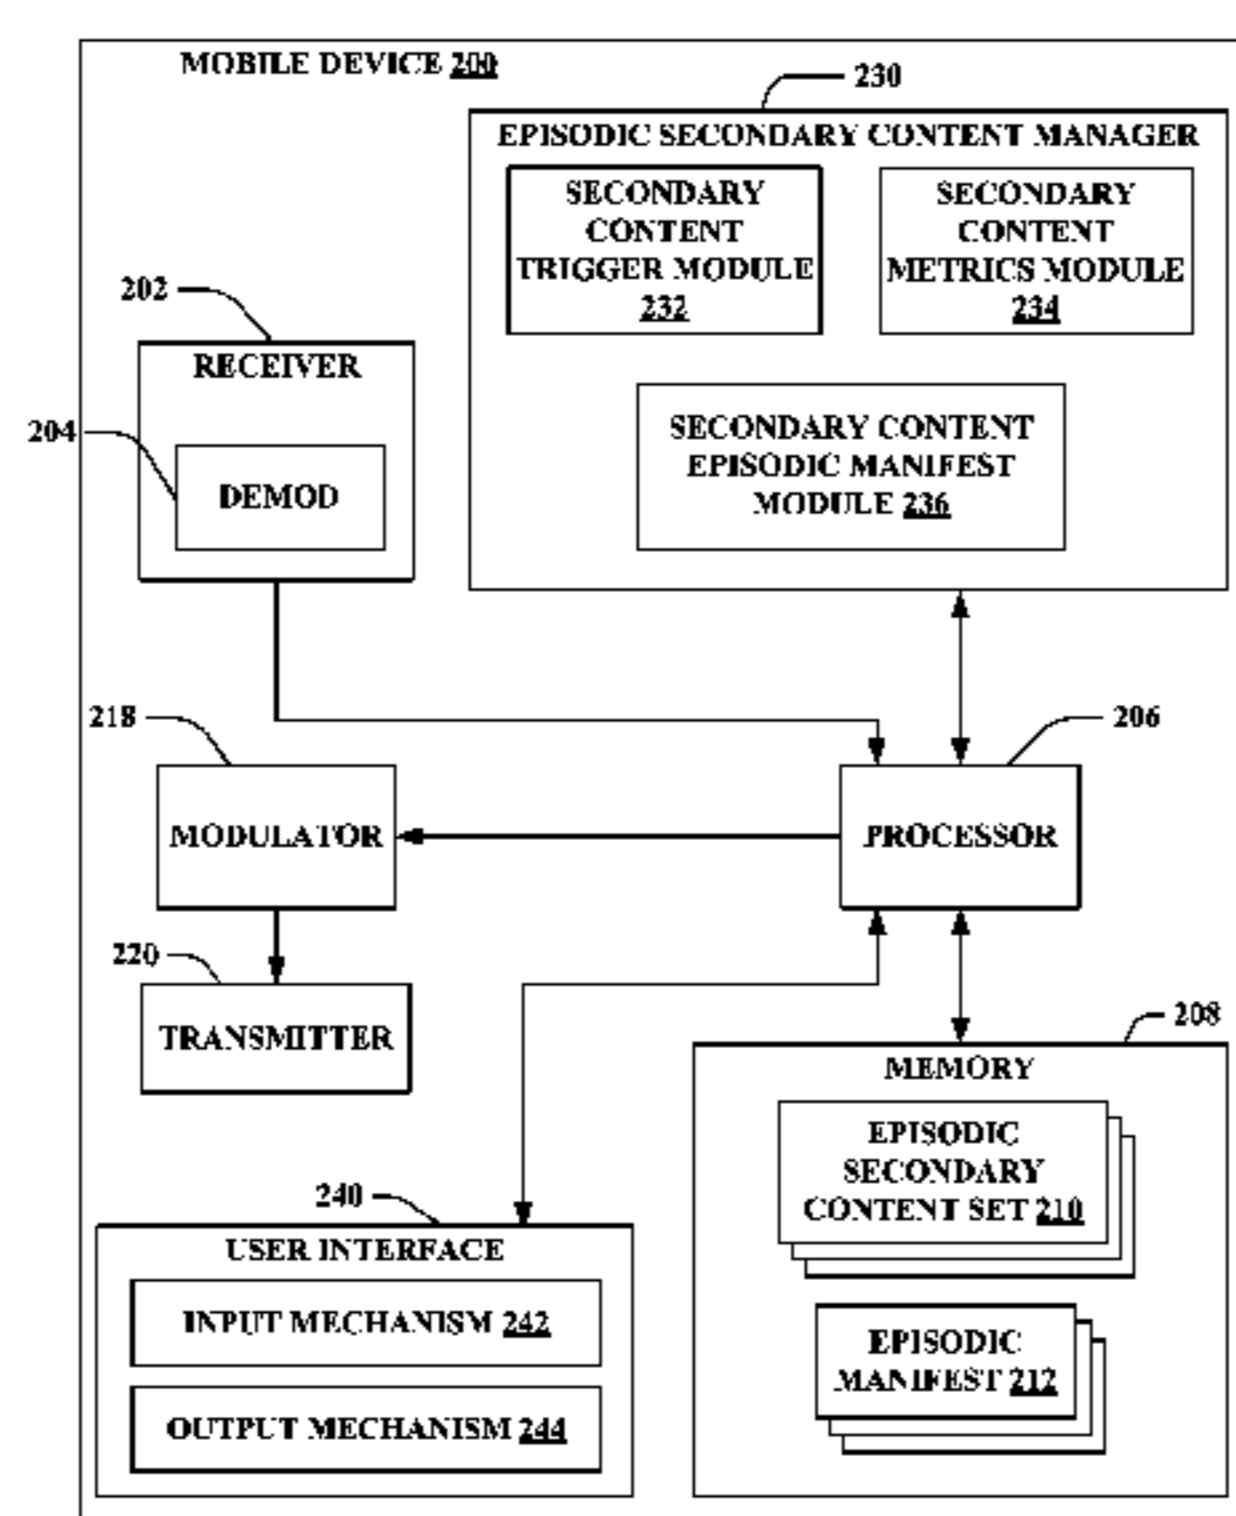 MOBILE DEVICE 200
230
EPISODIC SECONDARY CONTENT MANAGER
SECONDARY
CONTENT
TRIGGER MODULE
232
SECONDARY
CONTENT
METRICS MODULE
234
202
RECEIVER
204
DEMOD
SECONDARY CONTENT
EPISODIC MANIFEST
MODULE 236
218
206
MODULATOR
PROCESSOR
220
TRANSMITTER
208
MEMORY
EPISODIC
SECONDARY
CONTENT SET 210
EPISODIC
MANIFEST 212
240
USER INTERFACE
INPUT MECHANISM 242
OUTPUT MECHANISM 244